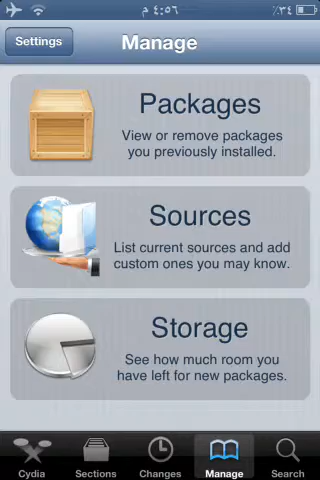 ٤:٥٦ م
٪٣٤
Settings
Manage
Packages
View or remove packages
you previously installed.
Sources
List current sources and add
custom ones you may know.
Storage
See how much room you
have left for new packages.
Cydia
Sections
Changes
Manage
Search